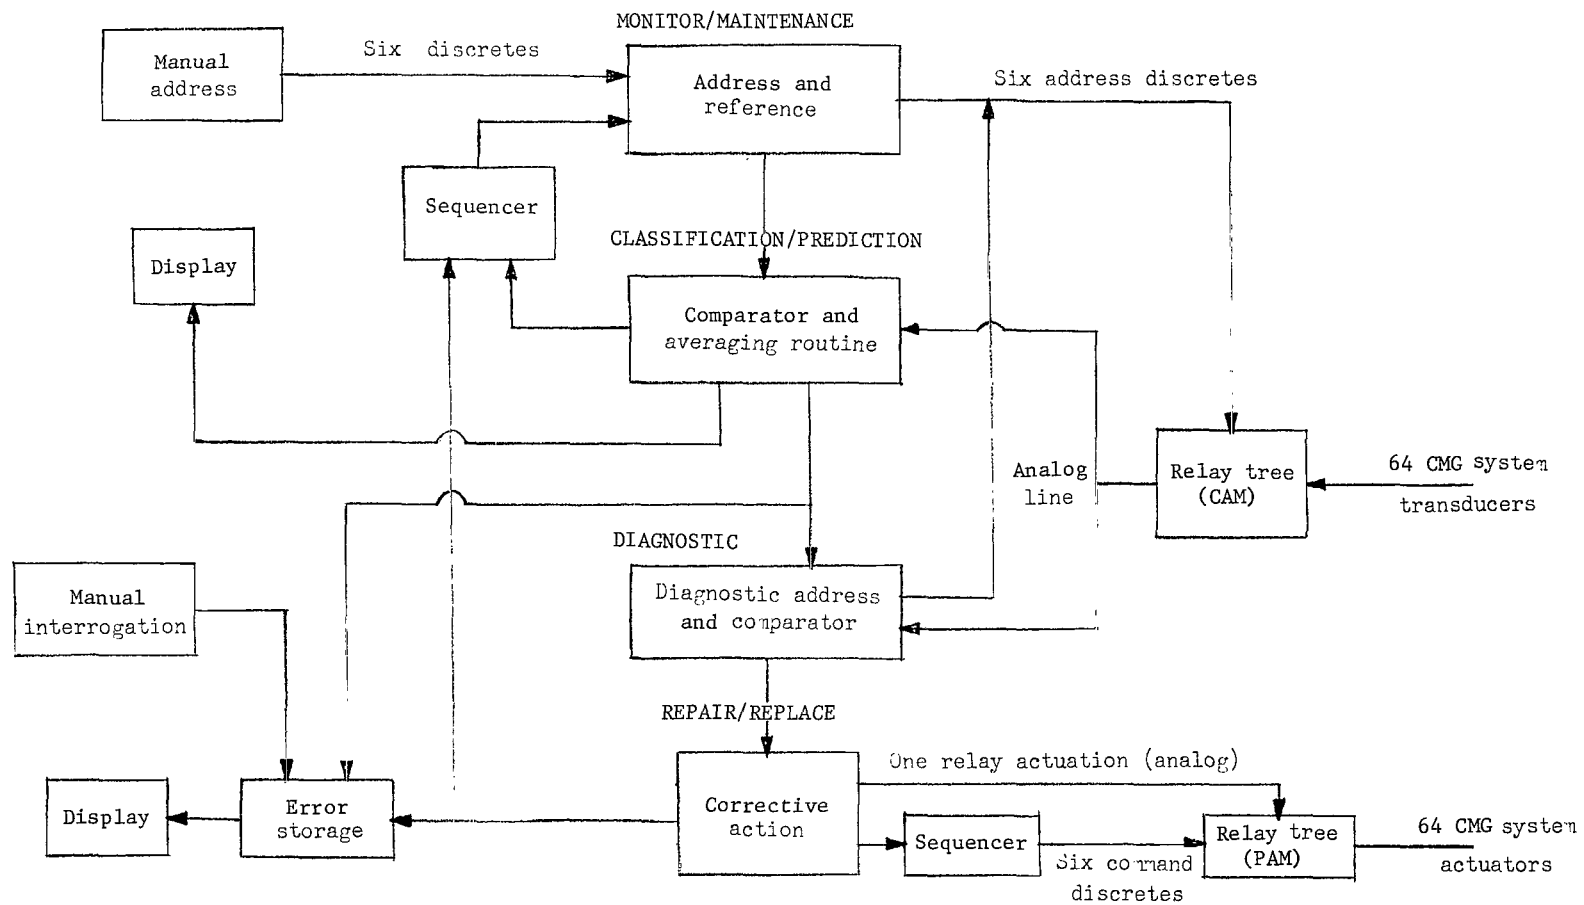 MONITOR/MAINTENANCE
Manual
address
Six discretes
Address and
reference
Six address discretes
Sequencer
Display
CLASSIFICATION/PREDICTION
Comparator and
averaging routine
Analog
line
Relay tree
(CAM)
64 CMG system
transducers
DIAGNOSTIC
Manual
interrogation
Diagnostic address
and comparator
REPAIR/REPLACE
Display
Error
storage
Corrective
action
One relay actuation (analog)
Sequencer
Six command
discretes
Relay tree
(PAM)
64 CMG system
actuators